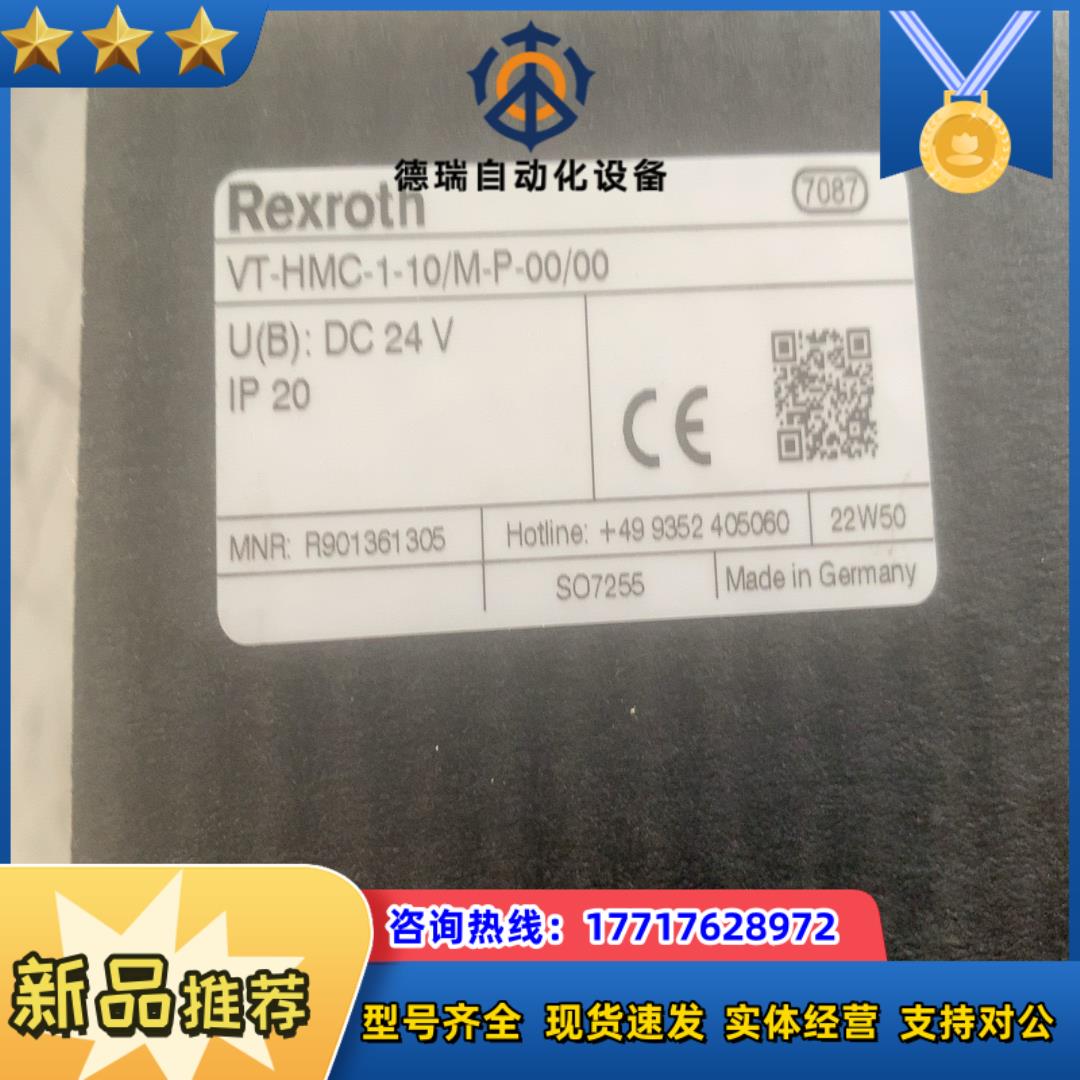 德瑞自动化设备
Rexroth
7087
VT-HMC-1-10/M-P-00/00
U(B): DC 24 V
IP 20
CE
MNR: R901361305
Hotline: +49 9352 405060
22W50
SO7255
Made in Germany
咨询热线：17717628972
新品推荐
型号齐全 现货速发 实体经营 支持对公